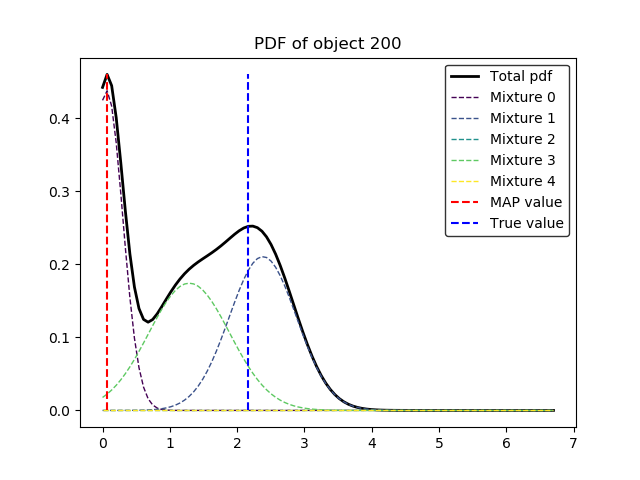 PDF of object 200
Total pdf
Mixture 0
Mixture 1
Mixture 2
Mixture 3
Mixture 4
MAP value
True value
0.4
0.3
0.2
0.1
0.0
0 1 2 3 4 5 6 7